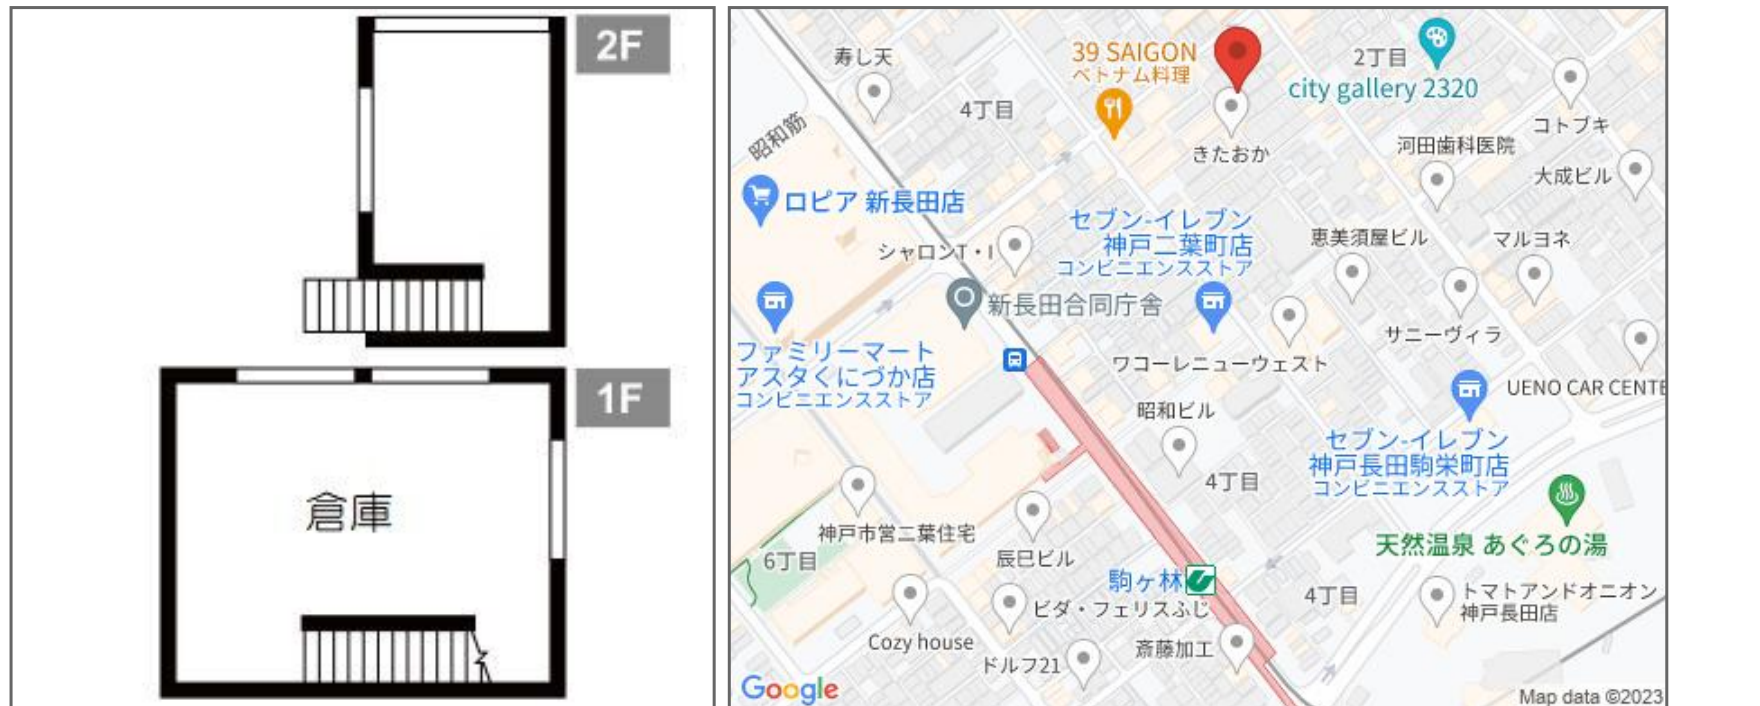 2F
1F
倉庫
寿し天
39 SAIGON
ベトナム料理
2丁目
city gallery 2320
4丁目
昭和筋
きたおか
コトブキ
河田歯科医院
大成ビル
ロピア 新長田店
セブン-イレブン
神戸二葉町店
コンビニエンスストア
シャロンT・I
恵美須屋ビル
マルヨネ
新長田合同庁舎
サニーヴィラ
ファミリーマート
アスタくにづか店
コンビニエンスストア
ワコーレニューウェスト
UENO CAR CENTE
昭和ビル
セブン-イレブン
神戸長田駒栄町店
コンビニエンスストア
4丁目
神戸市営二葉住宅
6丁目
辰巳ビル
天然温泉 あぐろの湯
駒ヶ林
ビダ・フェリスふじ
4丁目
トマトアンドオニオン
神戸長田店
Cozy house
ドルフ21
斎藤加工
Google
Map data ©2023